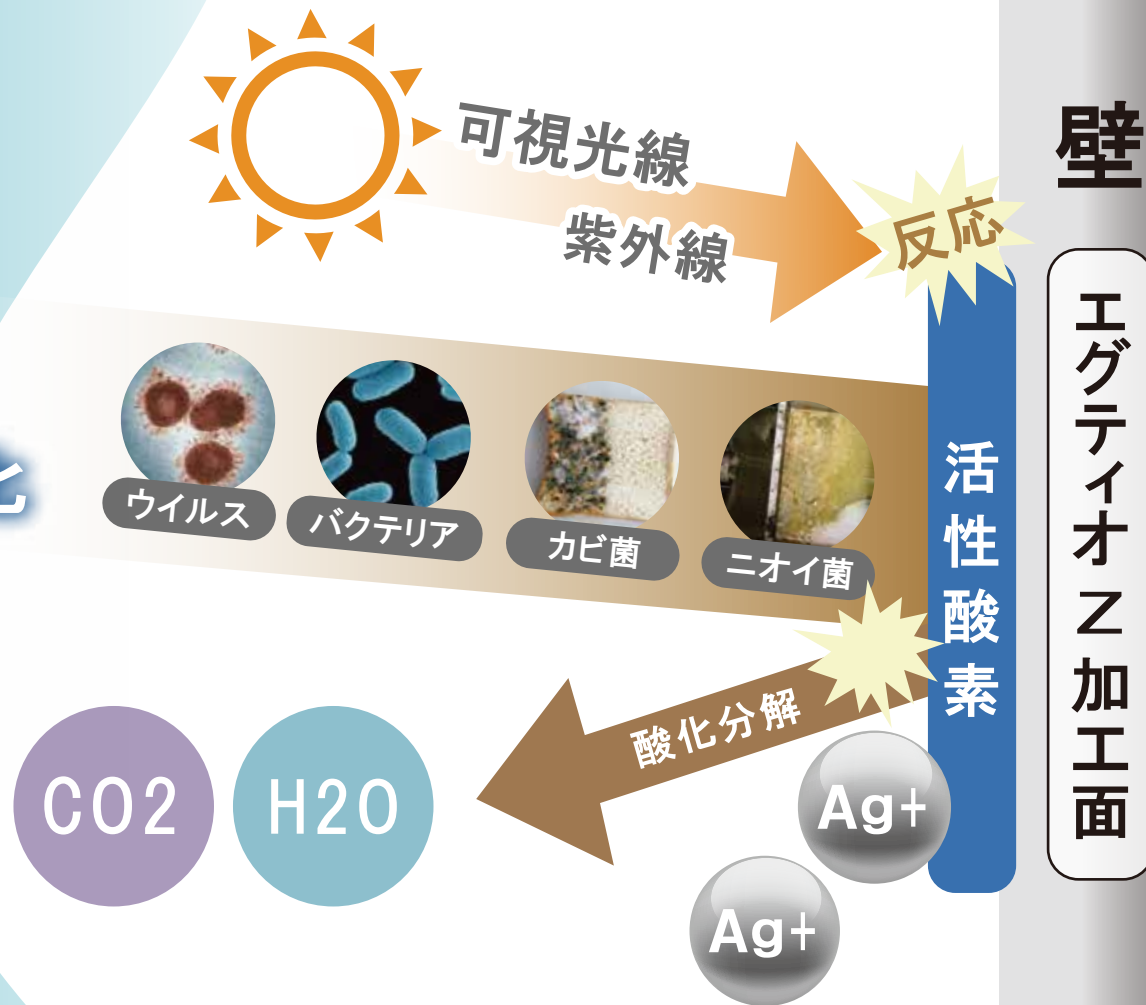 可視光線
紫外線
反応
壁
エグティオZ加工面
活性酸素
化
ウイルス
バクテリア
カビ菌
ニオイ菌
酸化分解
CO2
H2O
Ag+
Ag+